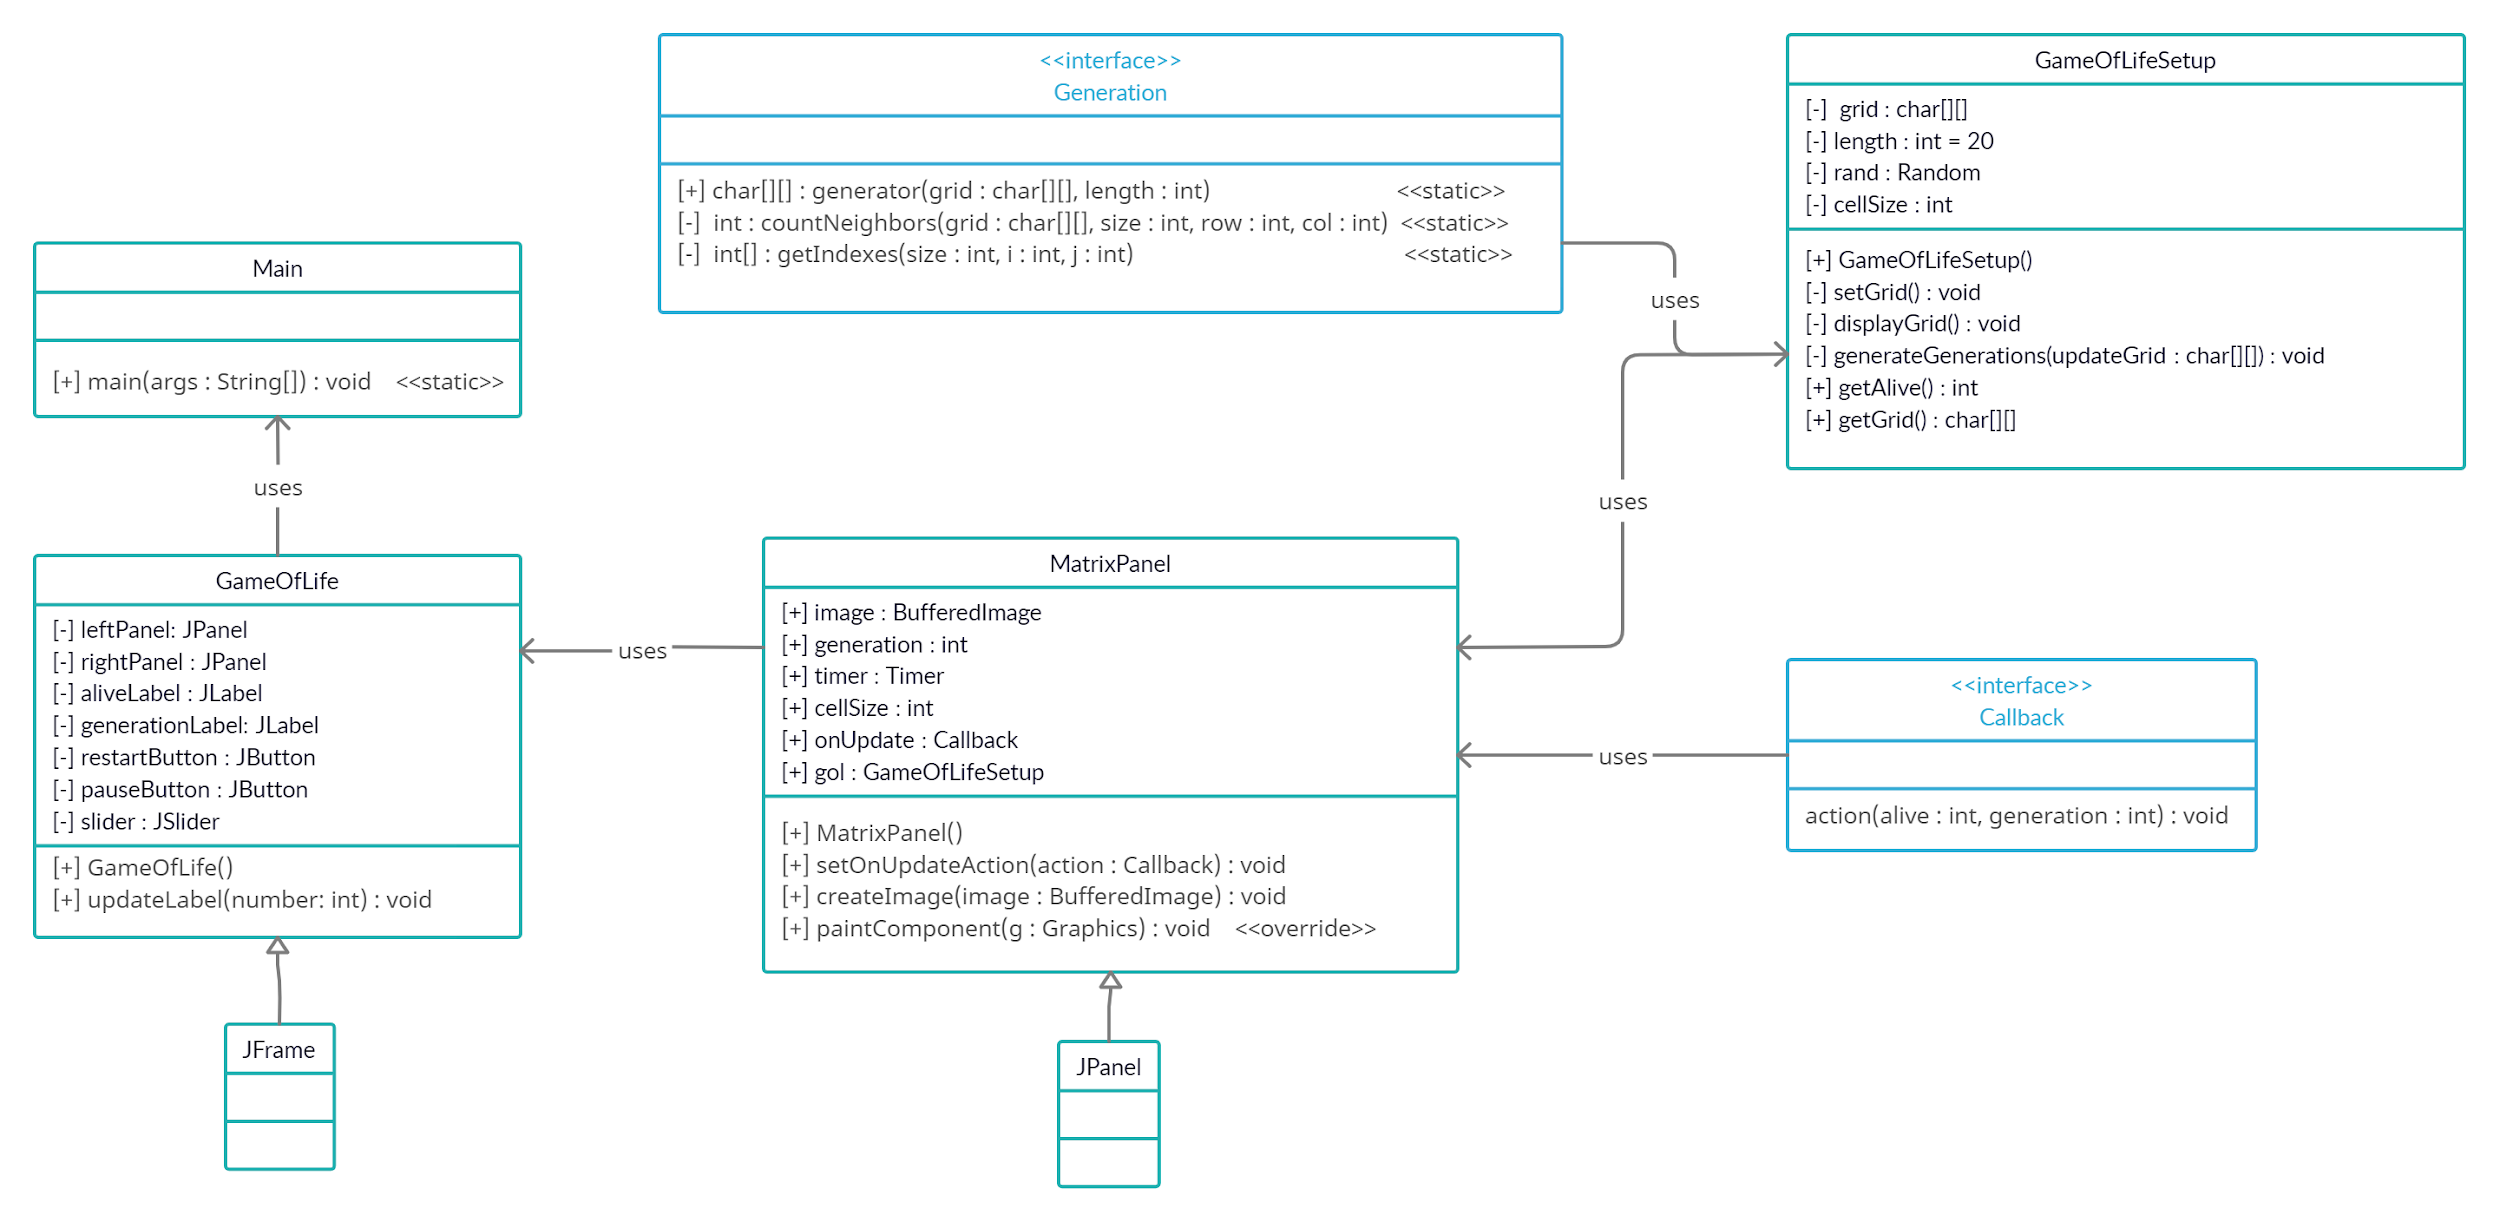 <<interface>>
Generation
[+] char[][] : generator(grid : char[][], length : int) <<static>>
[-] int : countNeighbors(grid : char[][], size : int, row : int, col : int) <<static>>
[-] int[] : getIndexes(size : int, i : int, j : int) <<static>>
GameOfLifeSetup
[-] grid : char[][]
[-] length : int = 20
[-] rand : Random
[-] cellSize : int
[+] GameOfLifeSetup()
[-] setGrid() : void
[-] displayGrid() : void
[-] generateGenerations(updateGrid : char[][]) : void
[+] getAlive() : int
[+] getGrid() : char[][]
uses
Main
[+] main(args : String[]) : void <<static>>
uses
uses
GameOfLife
[-] leftPanel: JPanel
[-] rightPanel : JPanel
[-] aliveLabel : JLabel
[-] generationLabel: JLabel
[-] restartButton : JButton
[-] pauseButton : JButton
[-] slider : JSlider
[+] GameOfLife()
[+] updateLabel(number: int) : void
uses
MatrixPanel
[+] image : BufferedImage
[+] generation : int
[+] timer : Timer
[+] cellSize : int
[+] onUpdate : Callback
[+] gol : GameOfLifeSetup
[+] MatrixPanel()
[+] setOnUpdateAction(action : Callback) : void
[+] createImage(image : BufferedImage) : void
[+] paintComponent(g : Graphics) : void <<override>>
uses
<<interface>>
Callback
action(alive : int, generation : int) : void
JFrame
JPanel